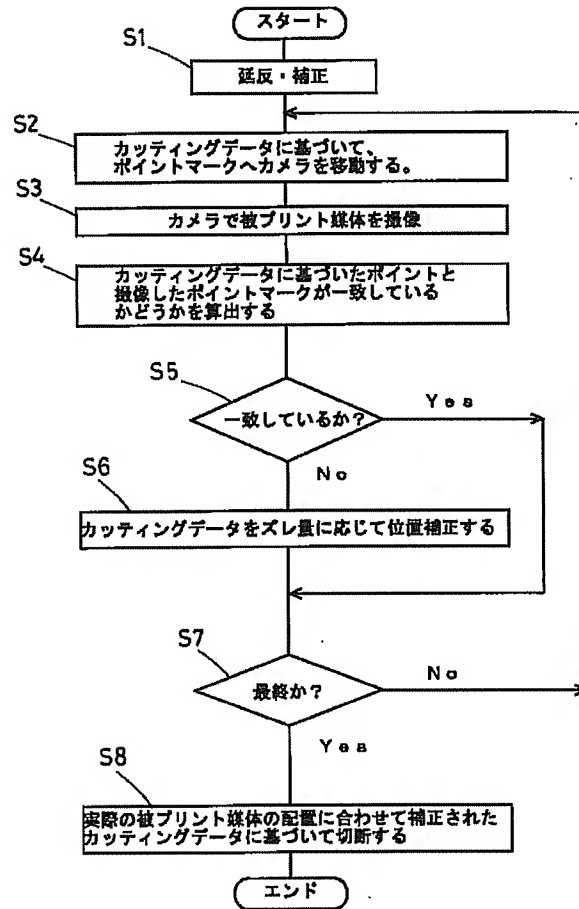 スタート
S1
延反・補正
S2
カッティングデータに基づいて、
ポイントマークへカメラを移動する。
S3
カメラで被プリント媒体を撮像
S4
カッティングデータに基づいたポイントと
撮像したポイントマークが一致している
かどうかを算出する
S5
一致しているか?
Yes
No
S6
カッティングデータをズレ量に応じて位置補正する
S7
最終か?
No
Yes
S8
実際の被プリント媒体の配置に合わせて補正された
カッティングデータに基づいて切断する
エンド